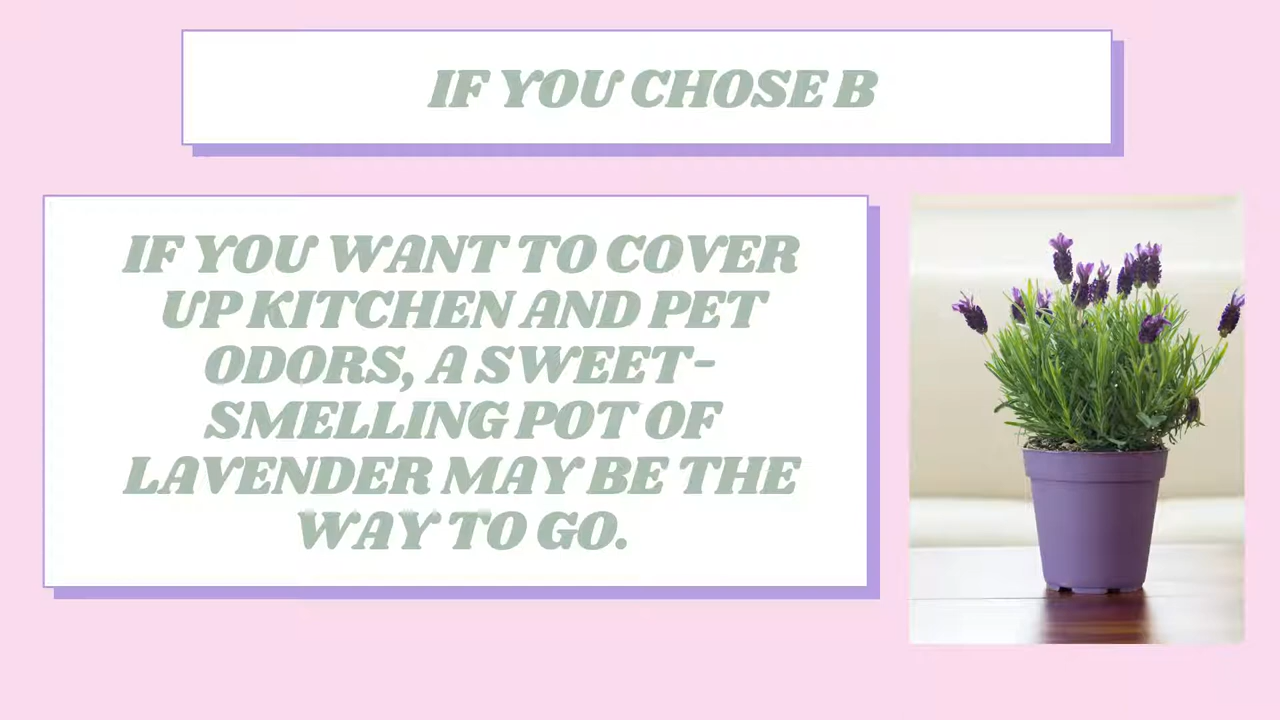 IF YOU CHOSE B
IF YOU WANT TO COVER
UP KITCHEN AND PET
ODORS, A SWEET-
SMELLING POT OF
LAVENDER MAY BE THE
WAY TO GO.